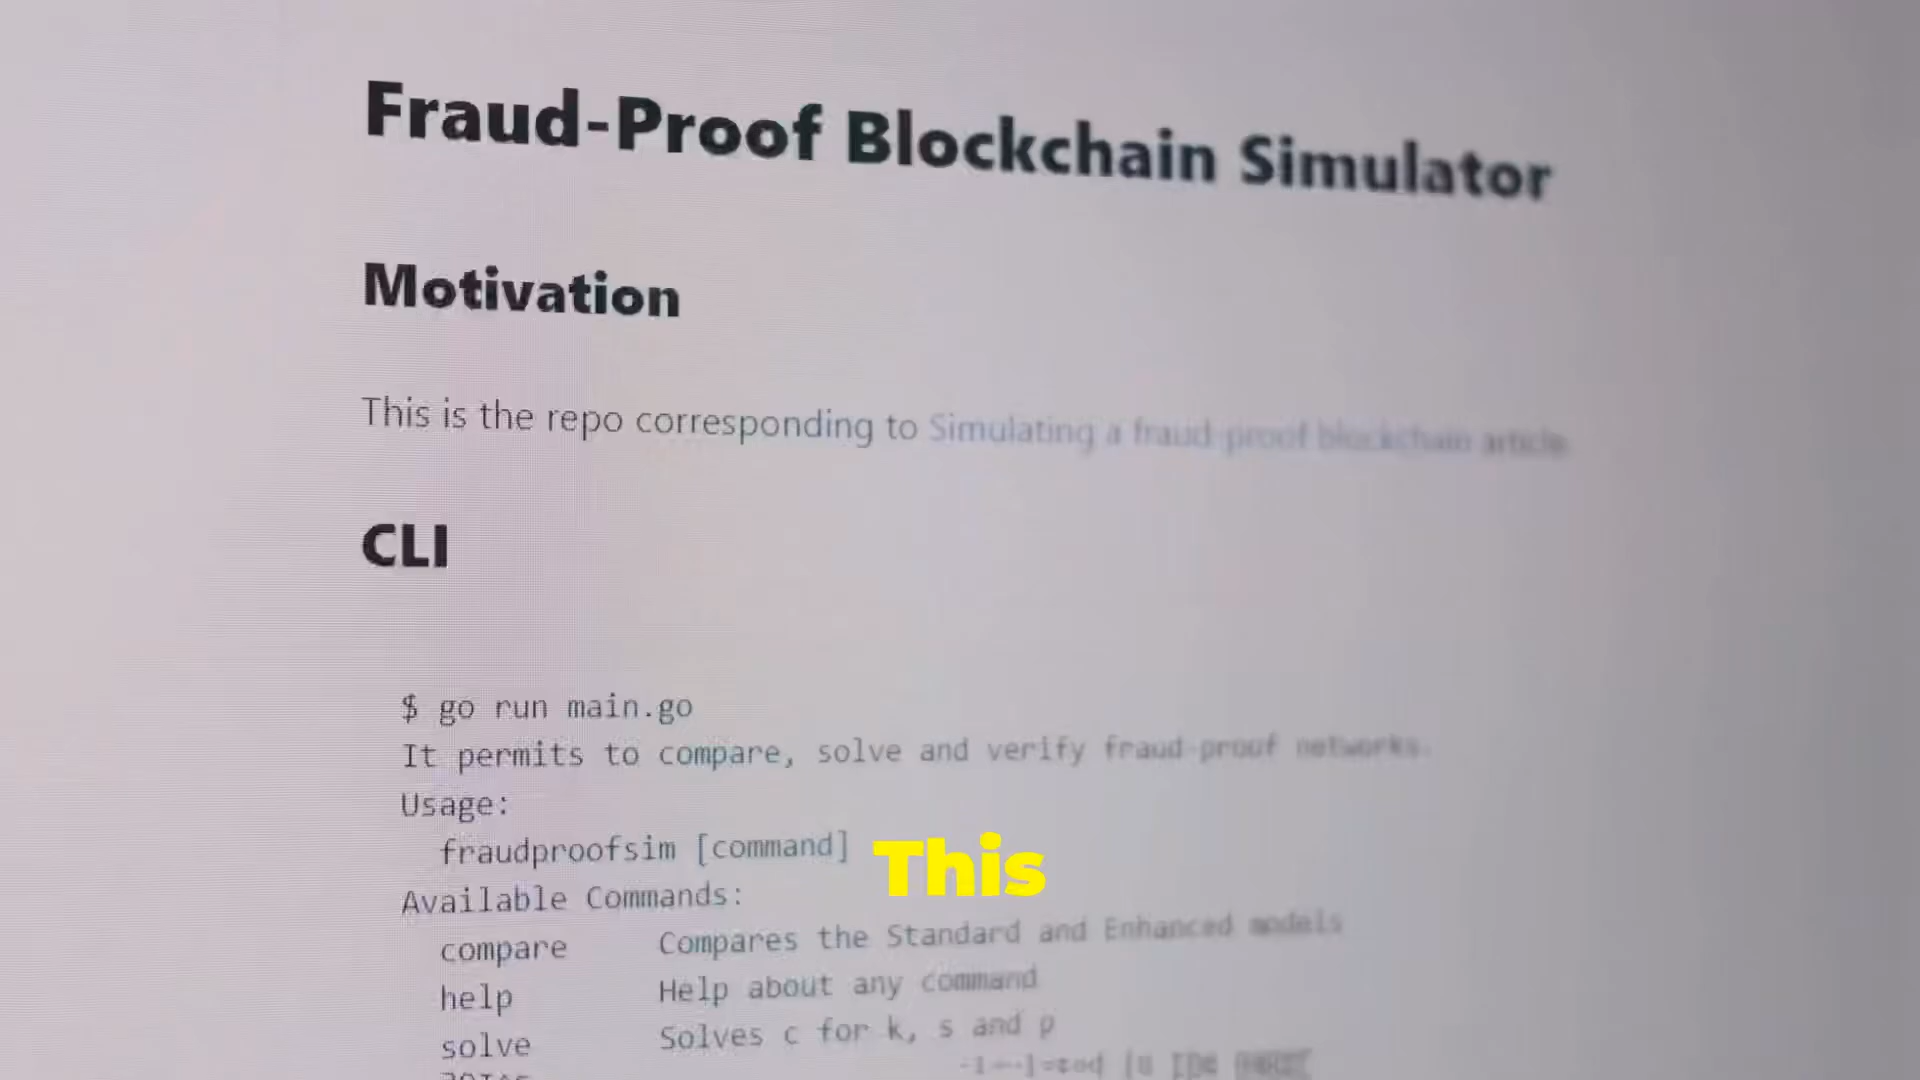 Fraud-Proof Blockchain Simulator
Motivation
This is the repo corresponding to Simulating a fraud-proof blockchain article
CLI
$ go run main.go
It permits to compare, solve and verify fraud-proof networks.
Usage:
fraudproofsim [command]
This
Available Commands:
compare Compares the Standard and Enhanced models
help Help about any command
solve Solves c for k, s and p